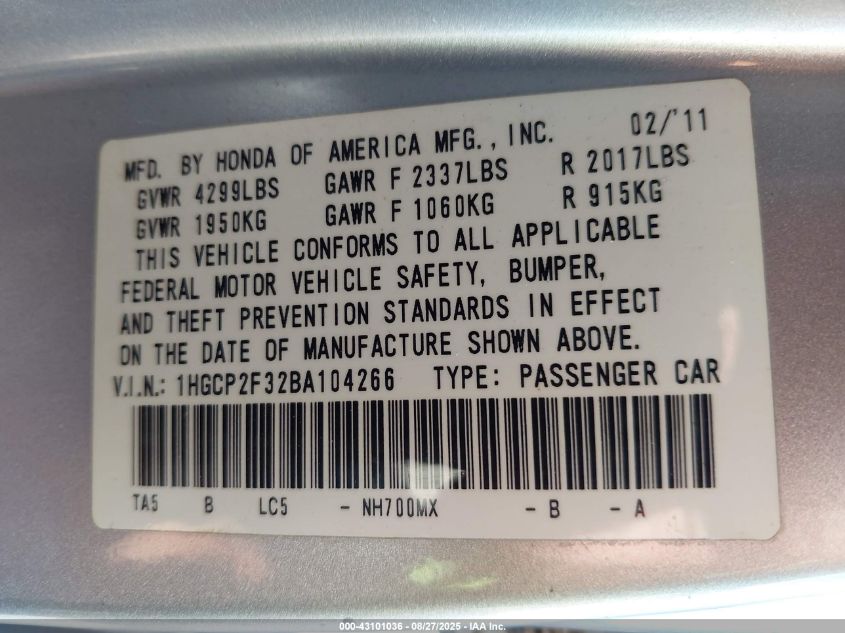 MFD. BY HONDA OF AMERICA MFG., INC. 02/'11
GVWR 4299LBS GAWR F 2337LBS R 2017LBS
GVWR 1950KG GAWR F 1060KG R 915KG
THIS VEHICLE CONFORMS TO ALL APPLICABLE
FEDERAL MOTOR VEHICLE SAFETY, BUMPER,
AND THEFT PREVENTION STANDARDS IN EFFECT
ON THE DATE OF MANUFACTURE SHOWN ABOVE.
V.I.N.: 1HGCP2F32BA104266 TYPE: PASSENGER CAR
TA5 B LC5 - NH700MX - B - A
000-43101036 - 08/27/2025 - IAA Inc.